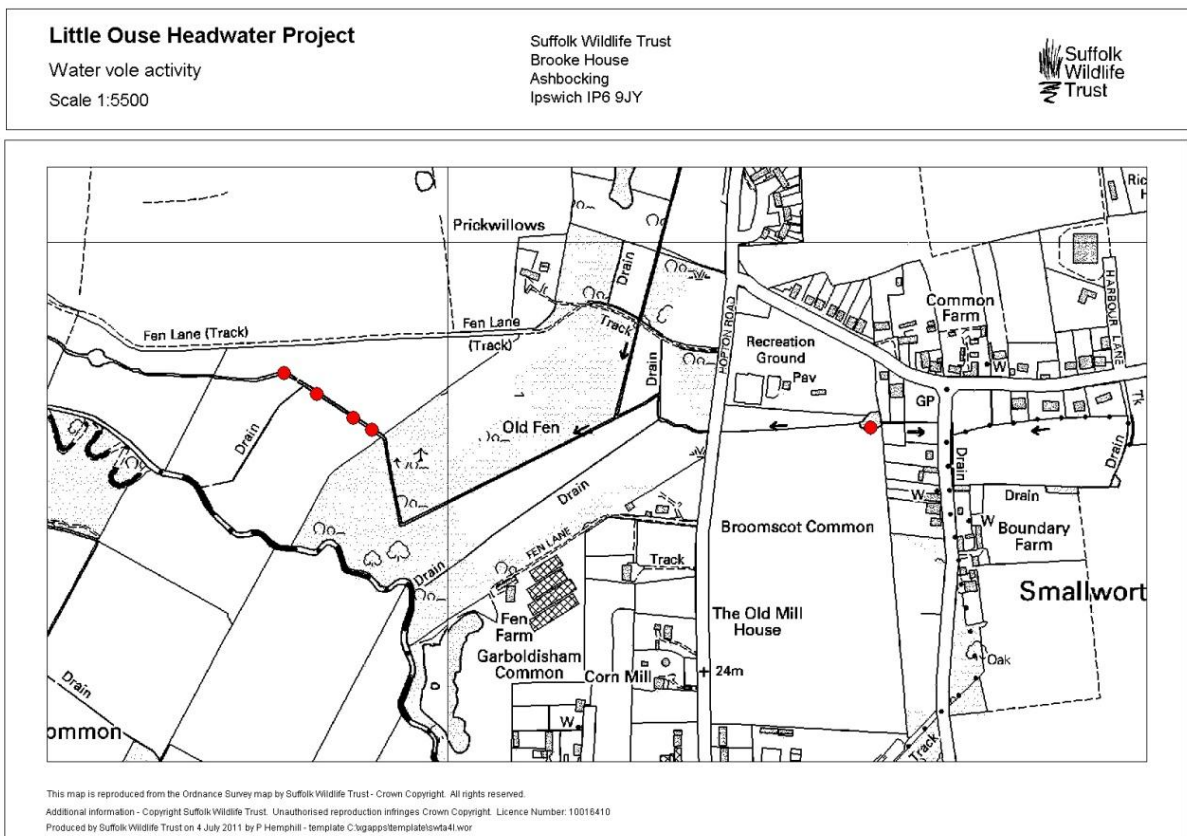 Little Ouse Headwater Project
Water vole activity
Scale 1:5500
Suffolk Wildlife Trust
Brooke House
Ashbocking
Ipswich IP6 9JY
Suffolk
Wildlife
Trust
Prickwillows
Drain
Fen Lane (Track)
Fen Lane
(Track)
Track
Drain
HOPTON ROAD
Recreation
Ground
Pav
Common
Farm
W
HARBOUR LANE
Ric
H
Tk
GP
Old Fen
Drain
Drain
Drain
Drain
Drain
W
W
Boundary
Farm
Broomscot Common
FEN LANE
Drain
Track
Smallwort
The Old Mill
House
Fen
Farm
Garboldisham
Common
Corn Mill
24m
Oak
Drain
ommon
W
Track
This map is reproduced from the Ordnance Survey map by Suffolk Wildlife Trust - Crown Copyright. All rights reserved.
Additional information - Copyright Suffolk Wildlife Trust. Unauthorised reproduction infringes Crown Copyright. Licence Number: 10016410
Produced by Suffolk Wildlife Trust on 4 July 2011 by P Hemphill - template C:\xgapps\template\swta4l.wor